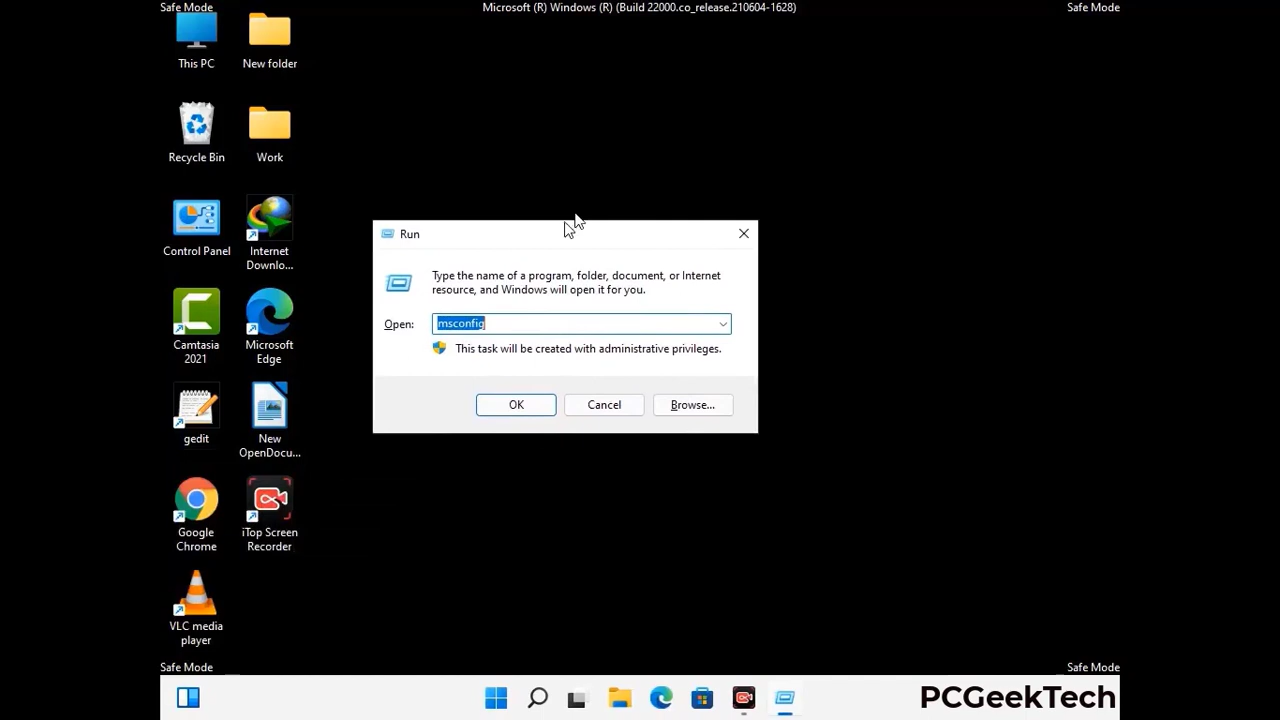 Safe Mode
Microsoft (R) Windows (R) (Build 22000.co_release.210604-1628)
Safe Mode
This PC
New folder
Recycle Bin
Work
Control Panel
Internet
Downlo...
Camtasia
2021
Microsoft
Edge
gedit
New
OpenDocu...
Google
Chrome
iTop Screen
Recorder
VLC media
player
Run
Type the name of a program, folder, document, or Internet
resource, and Windows will open it for you.
Open:
msconfig
This task will be created with administrative privileges.
OK
Cancel
Browse...
Safe Mode
Safe Mode
PCGeekTech